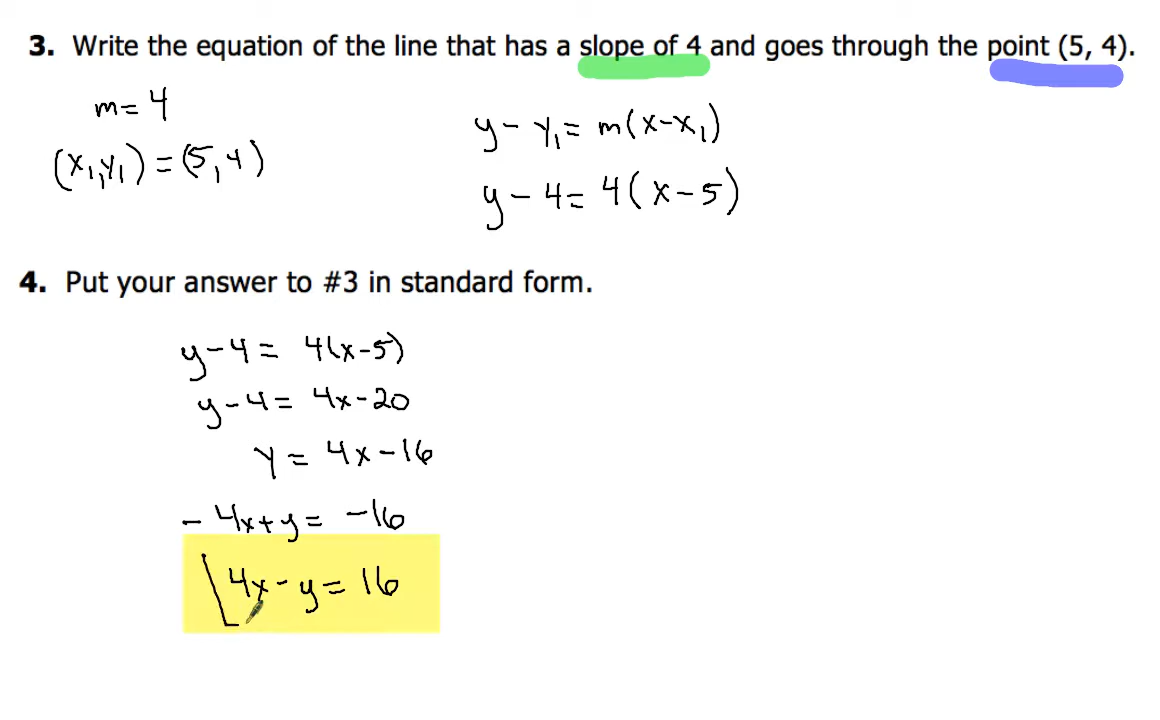 3. Write the equation of the line that has a slope of 4 and goes through the point (5, 4).
m=4
(x₁,y₁)=(5,4)
y-y₁=m(x-x₁)
y-4=4(x-5)
4. Put your answer to #3 in standard form.
y-4=4(x-5)
y-4=4x-20
y=4x-16
-4x+y=-16
4x-y=16